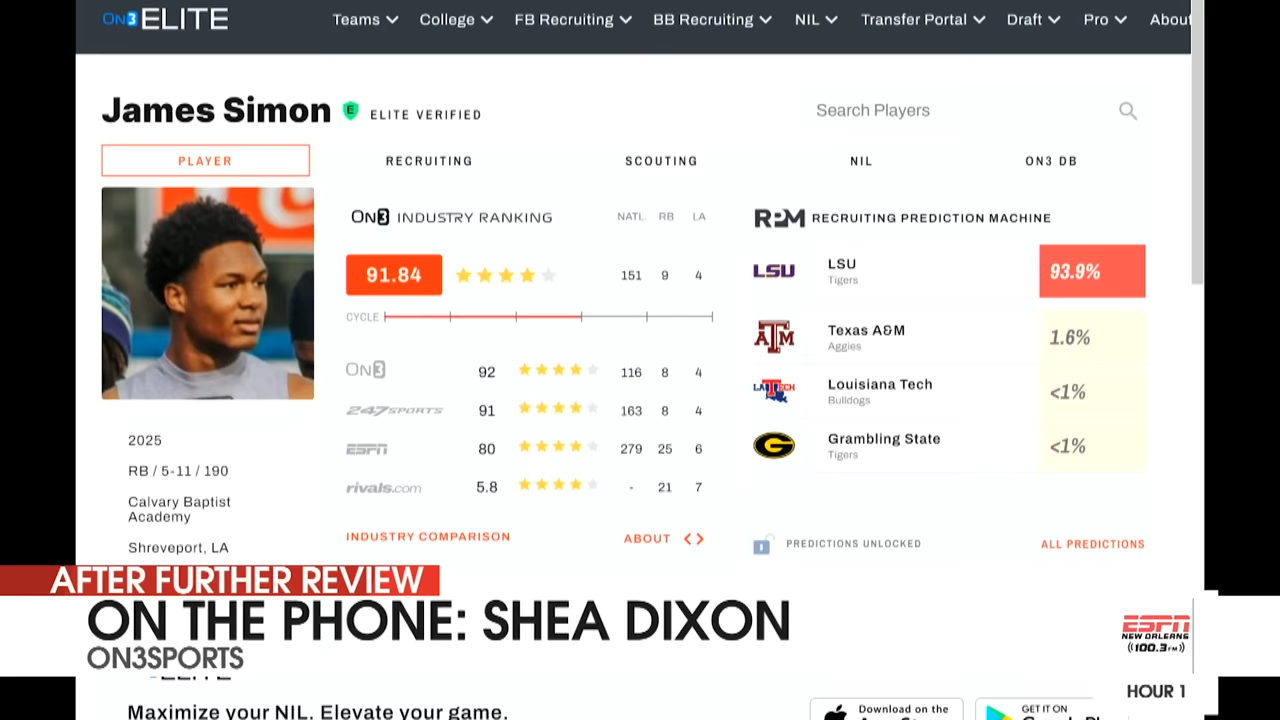 ON3 ELITE
Teams College FB Recruiting BB Recruiting NIL Transfer Portal Draft Pro About
James Simon E ELITE VERIFIED
Search Players
PLAYER RECRUITING SCOUTING NIL ON3 DB
ON3 INDUSTRY RANKING NATL. RB LA
91.84 151 9 4
CYCLE
ON3 92 116 8 4
247SPORTS 91 163 8 4
ESPN 80 279 25 6
rivals.com 5.8 - 21 7
INDUSTRY COMPARISON ABOUT
RPM RECRUITING PREDICTION MACHINE
LSU LSU 93.9%
Tigers
ATM Texas A&M 1.6%
Aggies
LA TECH Louisiana Tech <1%
Bulldogs
G Grambling State <1%
Tigers
PREDICTIONS UNLOCKED ALL PREDICTIONS
2025
RB / 5-11 / 190
Calvary Baptist
Academy
Shreveport, LA
AFTER FURTHER REVIEW
ON THE PHONE: SHEA DIXON
ON3SPORTS
ESPN
NEW ORLEANS
((100.3 FM))
HOUR 1
Maximize your NIL. Elevate your game.
Download on the
GET IT ON